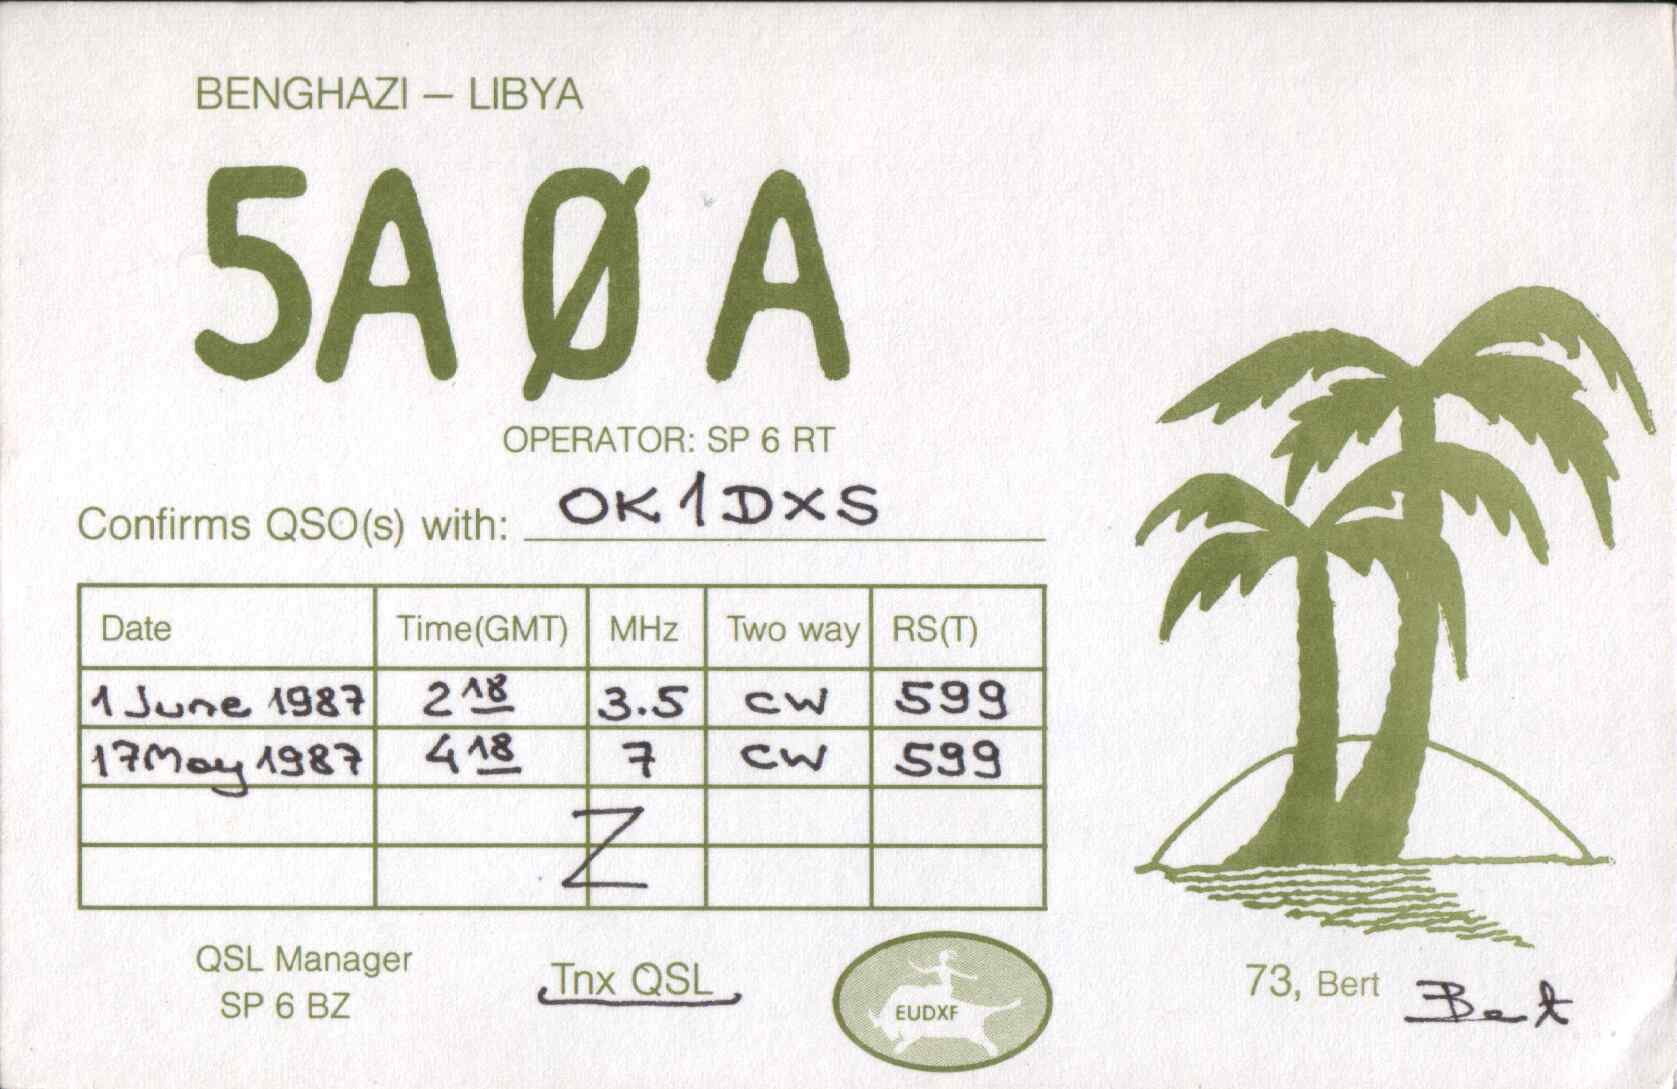 BENGHAZI — LIBYA
5AØA
OPERATOR: SP 6 RT
Confirms QSO(s) with: OK1DXS
Date Time(GMT) MHz Two way RS(T)
1 June 1987 2 18 3.5 CW 599
17 May 1987 4 18 7 CW 599
Z
QSL Manager
SP 6 BZ
Tnx QSL
EUDXF
73, Bert Bert